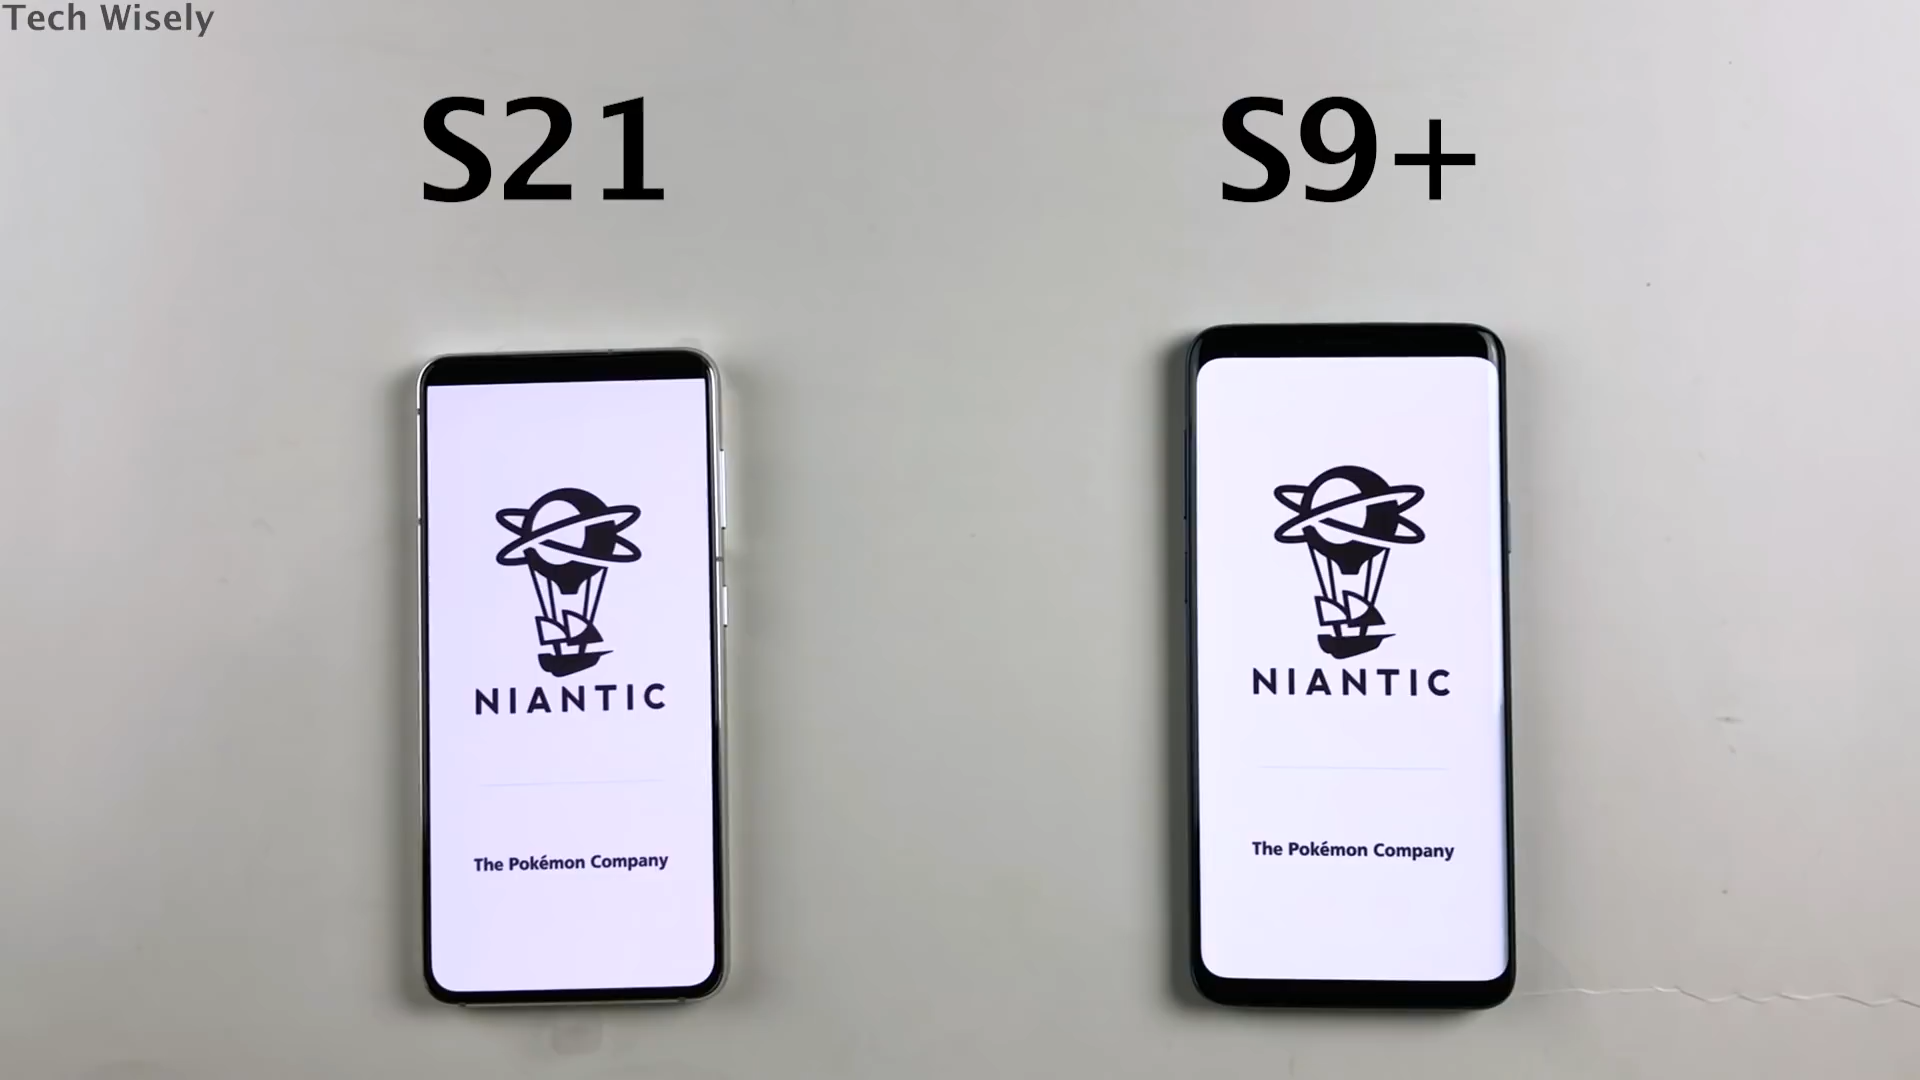 Tech Wisely
S21
S9+
NIANTIC
The Pokémon Company
NIANTIC
The Pokémon Company